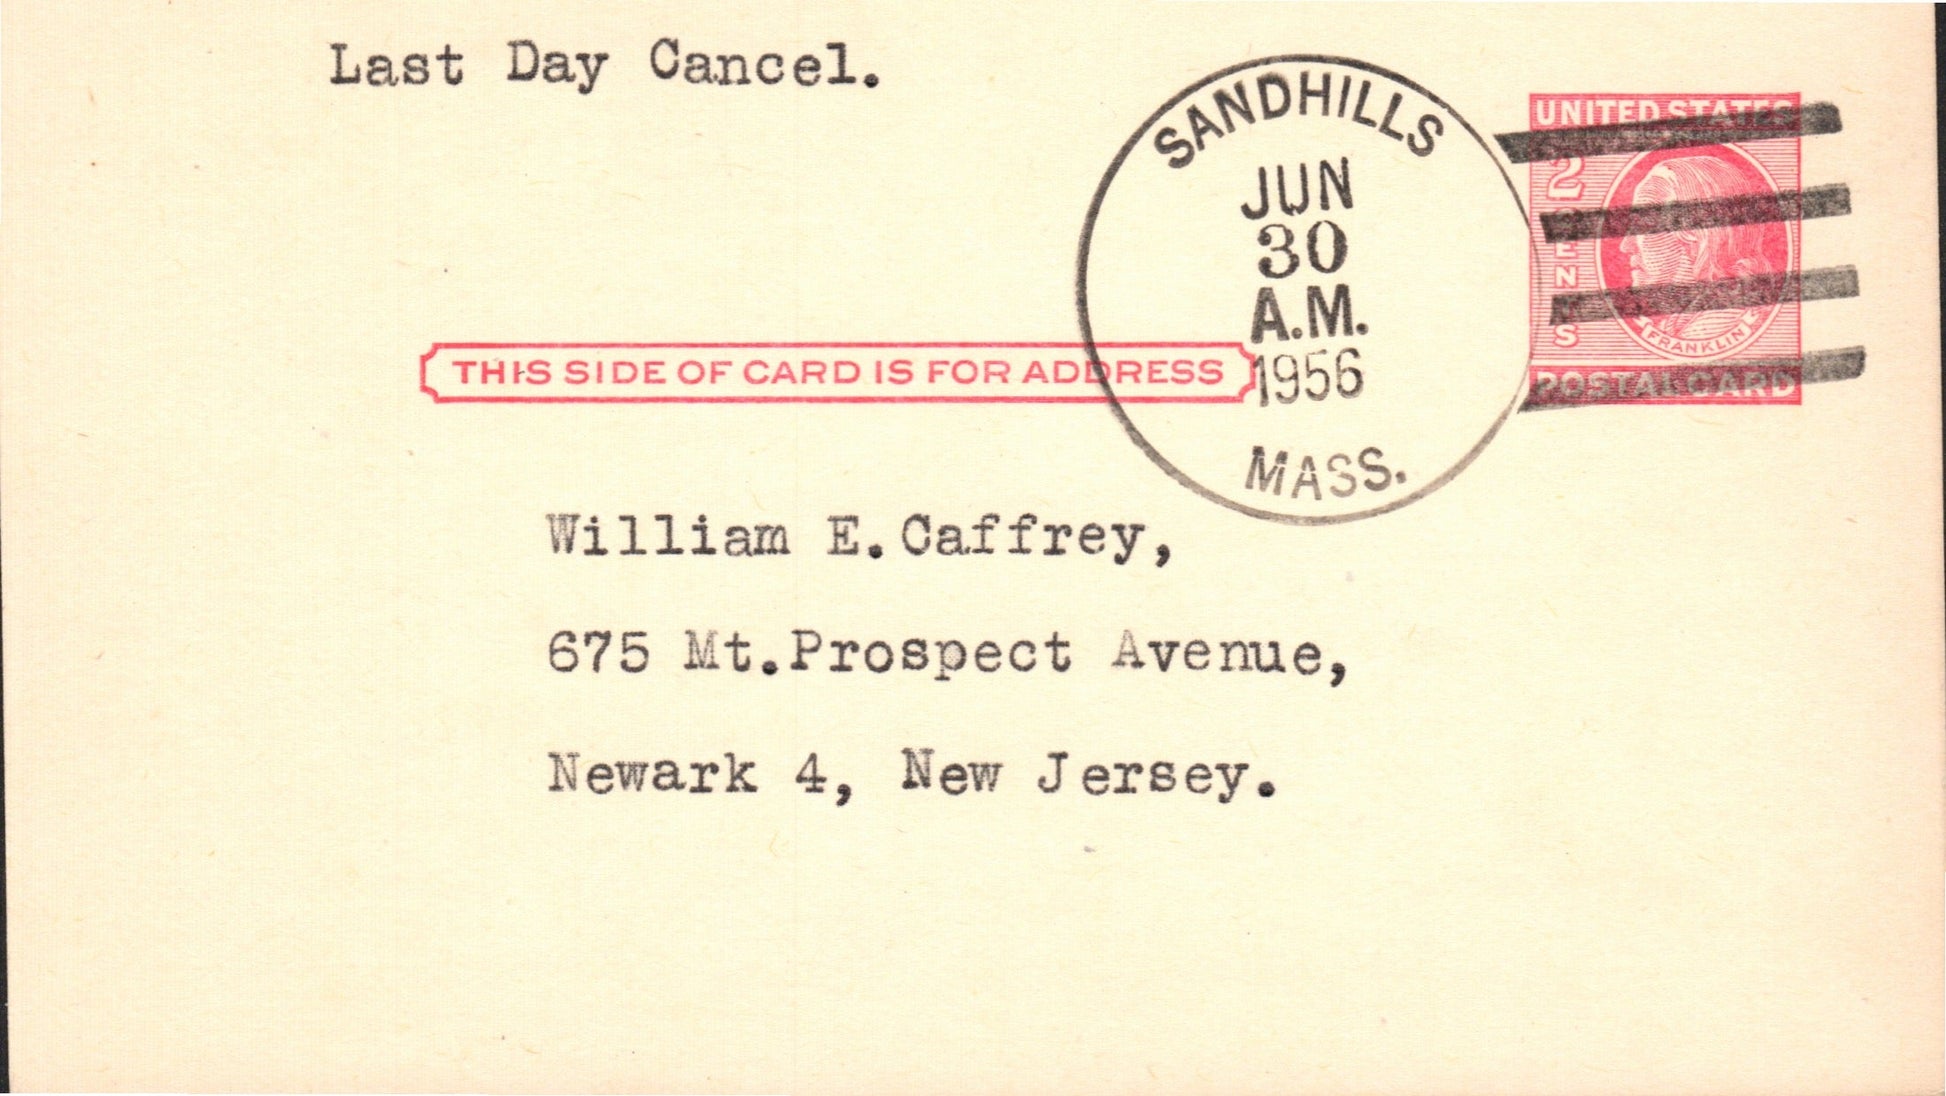 Last Day Cancel.
SANDHILLS
JUN
30
A.M.
1956
MASS.
UNITED STATES
2
CENTS
FRANKLIN
POSTAL CARD
THIS SIDE OF CARD IS FOR ADDRESS
William E.Caffrey,
675 Mt.Prospect Avenue,
Newark 4, New Jersey.